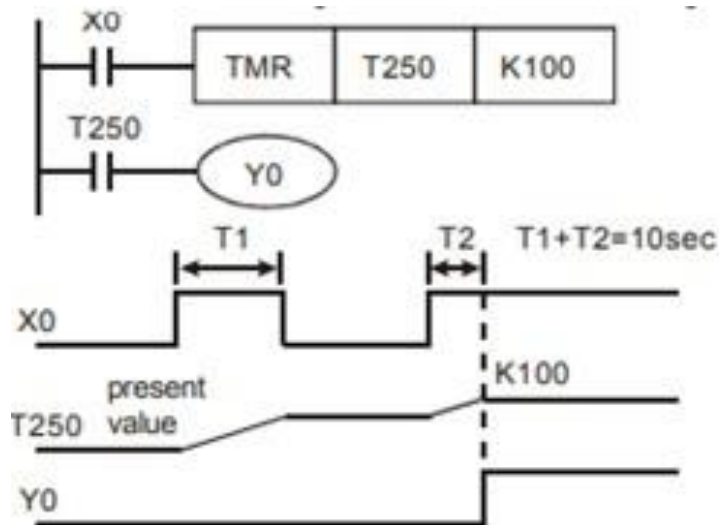 X0
TMR T250 K100
T250
Y0
T1 T2 T1+T2=10sec
X0
K100
present
T250 value
Y0